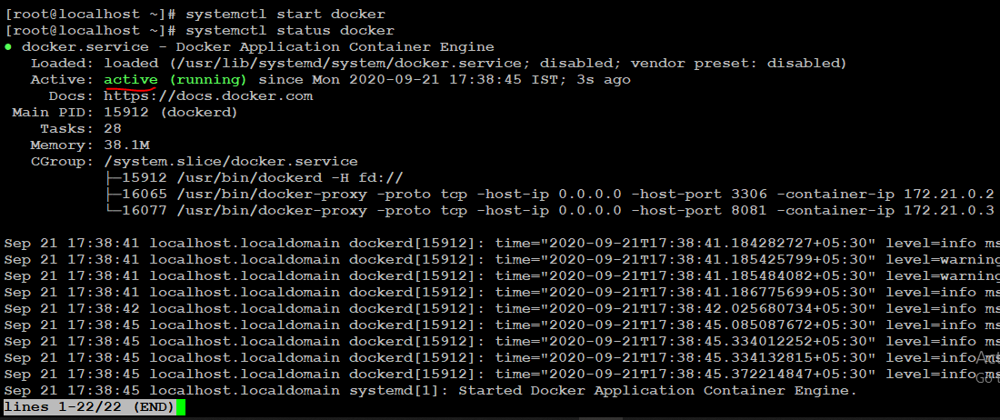 [root@localhost ~]# systemctl start docker
[root@localhost ~]# systemctl status docker
● docker.service - Docker Application Container Engine
   Loaded: loaded (/usr/lib/systemd/system/docker.service; disabled; vendor preset: disabled)
   Active: active (running) since Mon 2020-09-21 17:38:45 IST; 3s ago
     Docs: https://docs.docker.com
 Main PID: 15912 (dockerd)
    Tasks: 28
   Memory: 38.1M
   CGroup: /system.slice/docker.service
           ├─15912 /usr/bin/dockerd -H fd://
           ├─16065 /usr/bin/docker-proxy -proto tcp -host-ip 0.0.0.0 -host-port 3306 -container-ip 172.21.0.2
           └─16077 /usr/bin/docker-proxy -proto tcp -host-ip 0.0.0.0 -host-port 8081 -container-ip 172.21.0.3
Sep 21 17:38:41 localhost.localdomain dockerd[15912]: time="2020-09-21T17:38:41.184282727+05:30" level=info ms
Sep 21 17:38:41 localhost.localdomain dockerd[15912]: time="2020-09-21T17:38:41.185425799+05:30" level=warning
Sep 21 17:38:41 localhost.localdomain dockerd[15912]: time="2020-09-21T17:38:41.185484082+05:30" level=warning
Sep 21 17:38:41 localhost.localdomain dockerd[15912]: time="2020-09-21T17:38:41.186775699+05:30" level=info ms
Sep 21 17:38:42 localhost.localdomain dockerd[15912]: time="2020-09-21T17:38:42.025680734+05:30" level=info ms
Sep 21 17:38:45 localhost.localdomain dockerd[15912]: time="2020-09-21T17:38:45.085087672+05:30" level=info ms
Sep 21 17:38:45 localhost.localdomain dockerd[15912]: time="2020-09-21T17:38:45.334012252+05:30" level=info ms
Sep 21 17:38:45 localhost.localdomain dockerd[15912]: time="2020-09-21T17:38:45.334132815+05:30" level=info ms
Sep 21 17:38:45 localhost.localdomain dockerd[15912]: time="2020-09-21T17:38:45.372214847+05:30" level=info ms
Sep 21 17:38:45 localhost.localdomain systemd[1]: Started Docker Application Container Engine.
lines 1-22/22 (END)